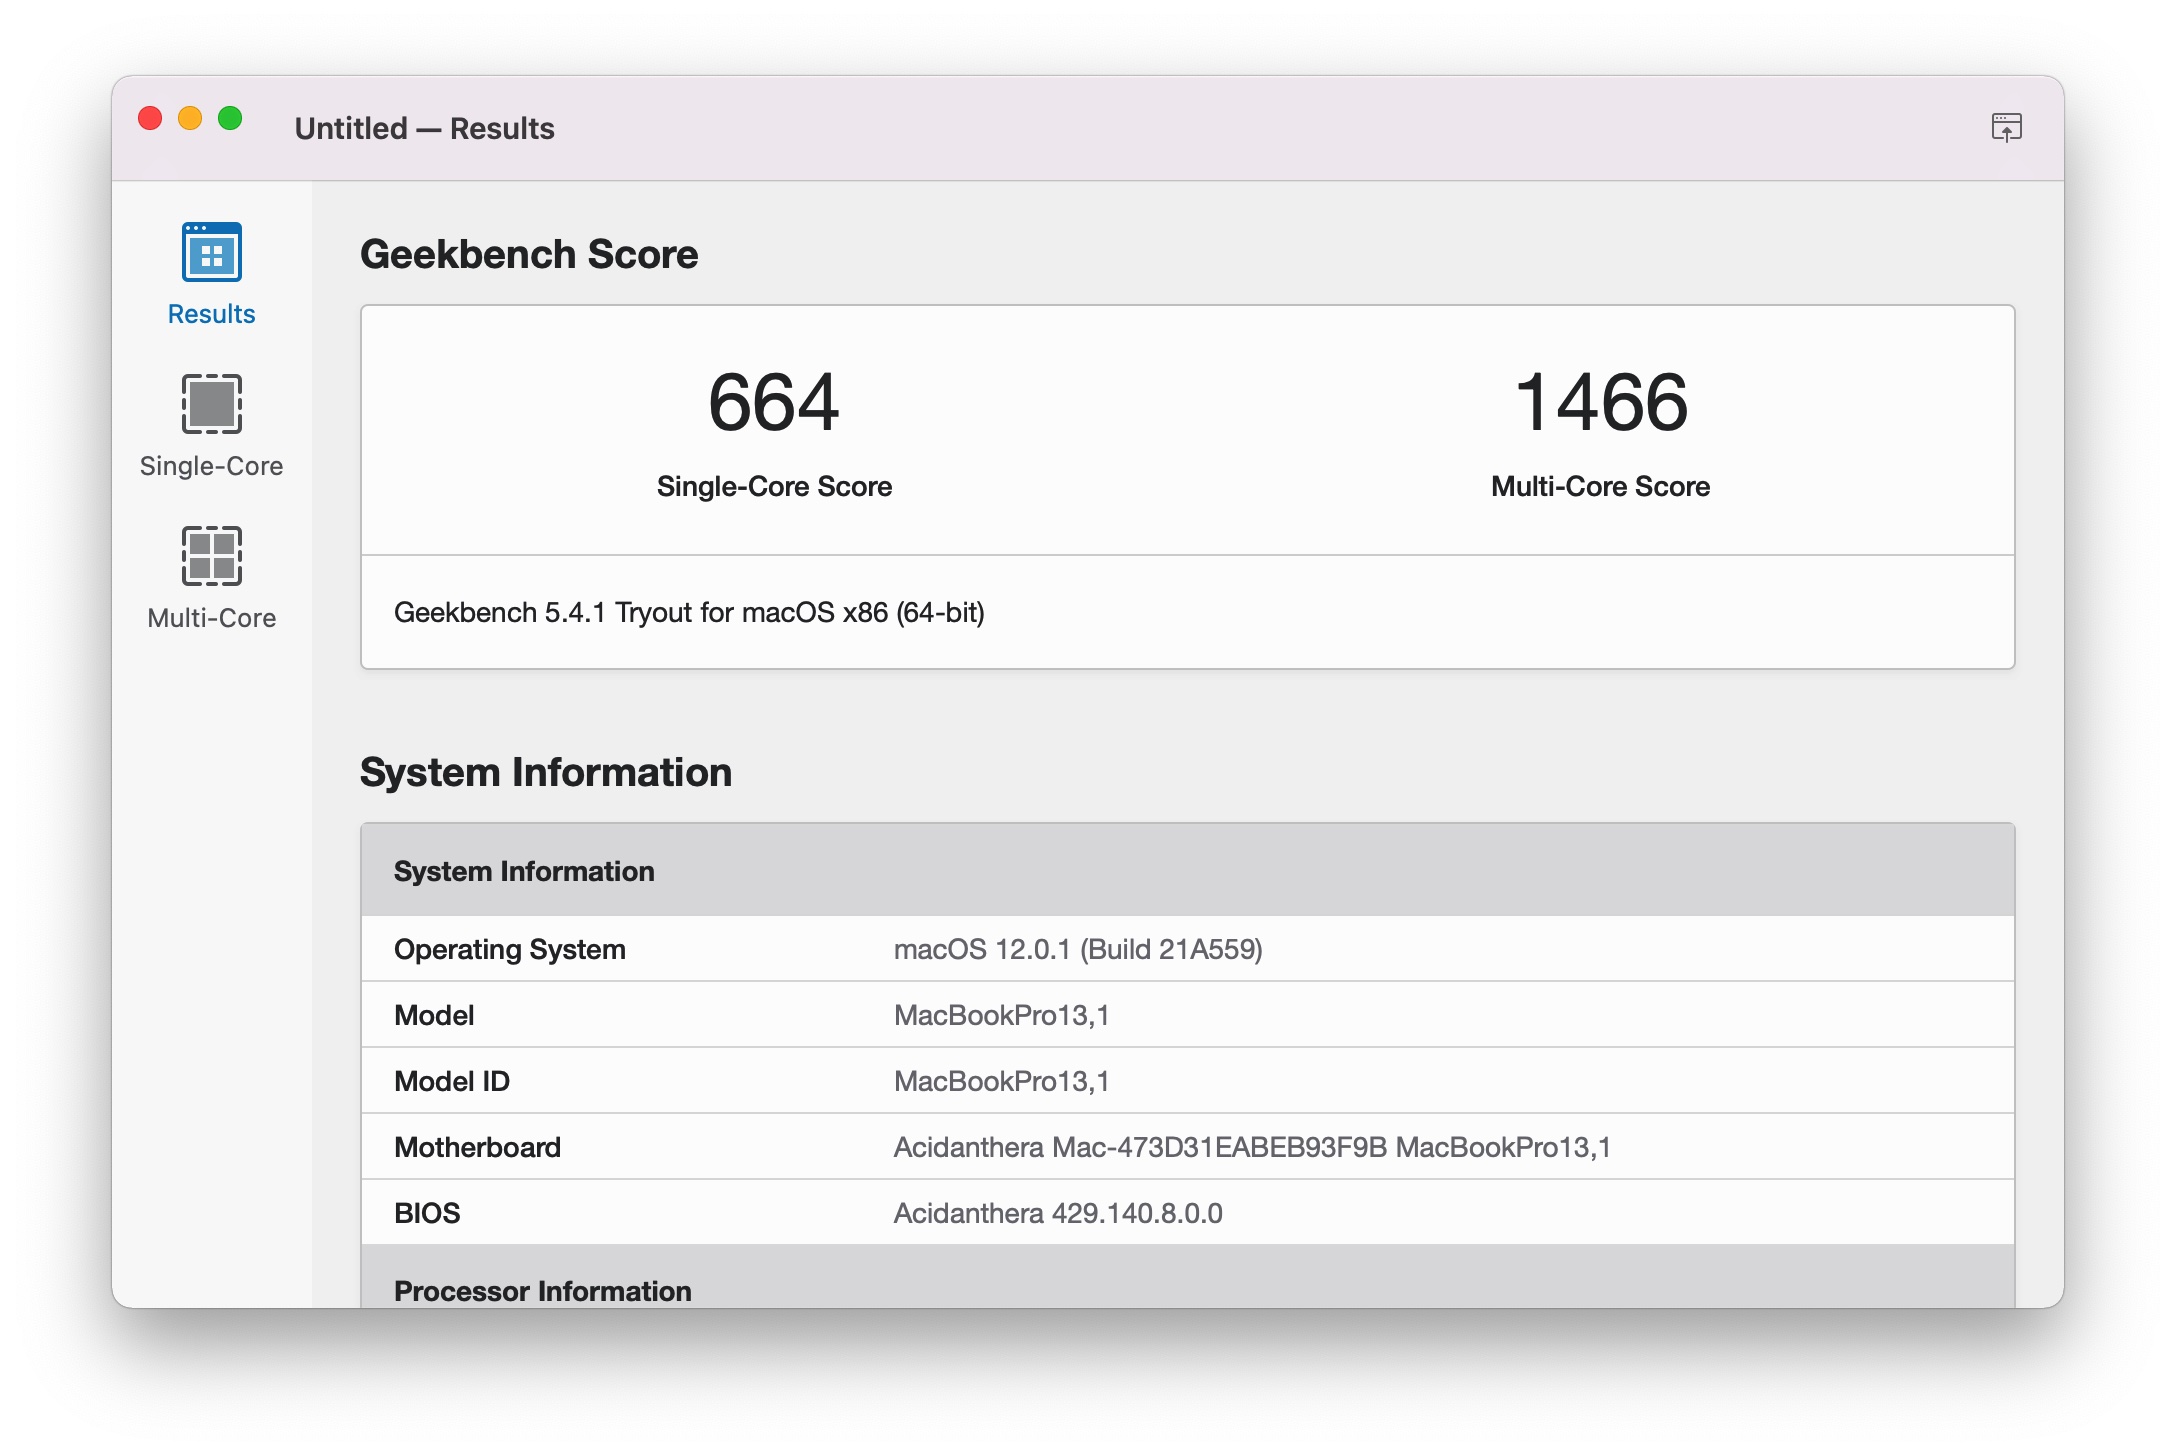 Untitled — Results
Results
Single-Core
Multi-Core
Geekbench Score
664
Single-Core Score
1466
Multi-Core Score
Geekbench 5.4.1 Tryout for macOS x86 (64-bit)
System Information
System Information
Operating System macOS 12.0.1 (Build 21A559)
Model MacBookPro13,1
Model ID MacBookPro13,1
Motherboard Acidanthera Mac-473D31EABEB93F9B MacBookPro13,1
BIOS Acidanthera 429.140.8.0.0
Processor Information